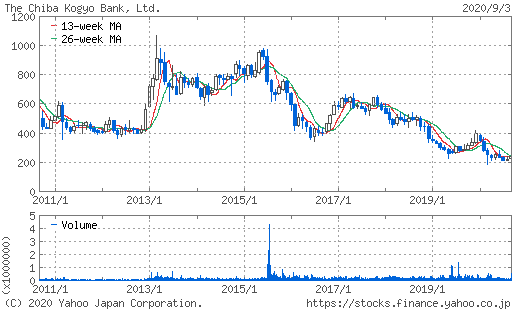 The Chiba Kogyo Bank, Ltd. 2020/9/3
1200
13-week MA
26-week MA
1000
800
600
400
200
0
2011/1 2013/1 2015/1 2017/1 2019/1
5
Volume
4
3
2
1
0
(x1000000)
2011/1 2013/1 2015/1 2017/1 2019/1
(C) 2020 Yahoo Japan Corporation. https://stocks.finance.yahoo.co.jp